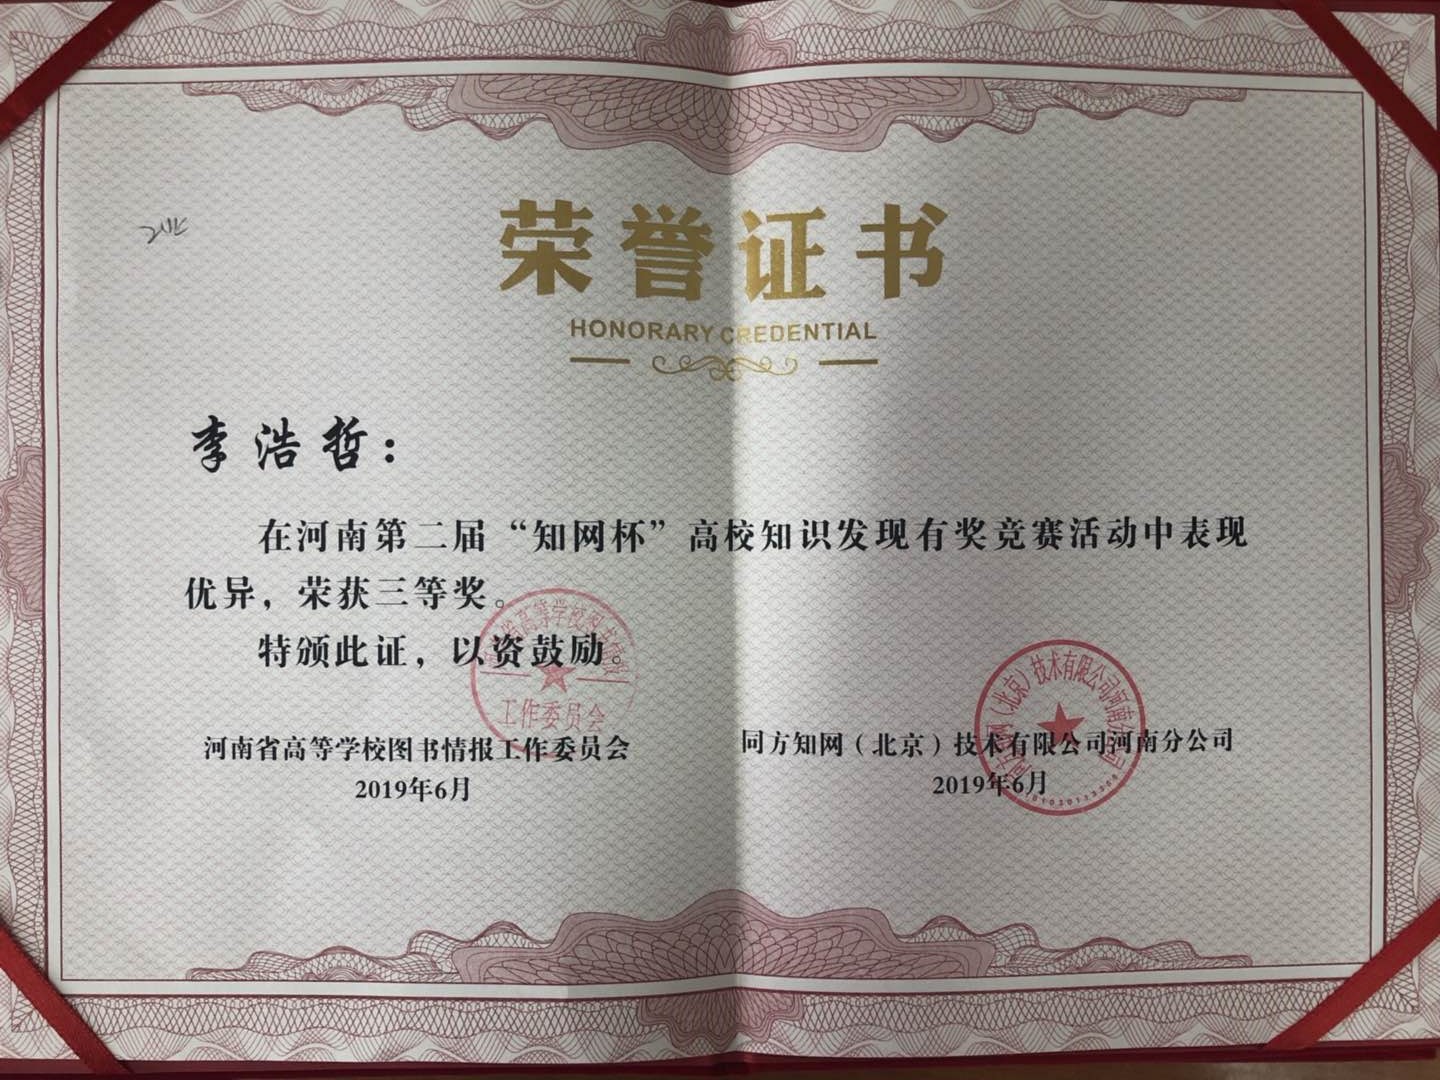 荣誉证书
HONORARY CREDENTIAL
李浩哲：
在河南第二届“知网杯”高校知识发现有奖竞赛活动中表现
优异，荣获三等奖。
特颁此证，以资鼓励。
工作委员会
河南省高等学校图书情报工作委员会
2019年6月
同方知网（北京）技术有限公司河南分公司
2019年6月